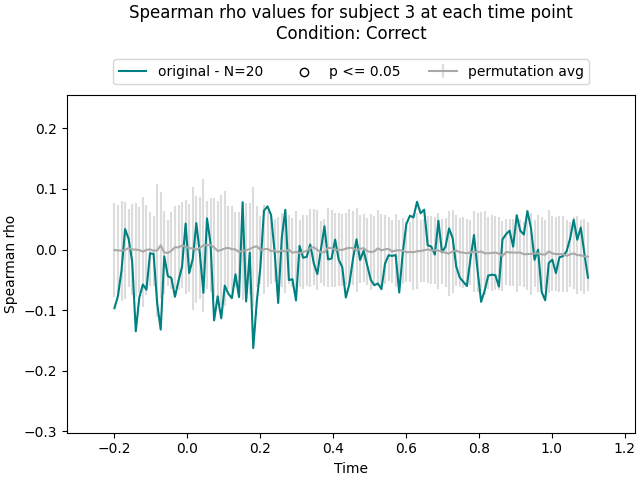 Spearman rho values for subject 3 at each time point
Condition: Correct
original - N=20
p <= 0.05
permutation avg
0.2
0.1
0.0
−0.1
−0.2
−0.3
Spearman rho
−0.2
0.0
0.2
0.4
0.6
0.8
1.0
1.2
Time